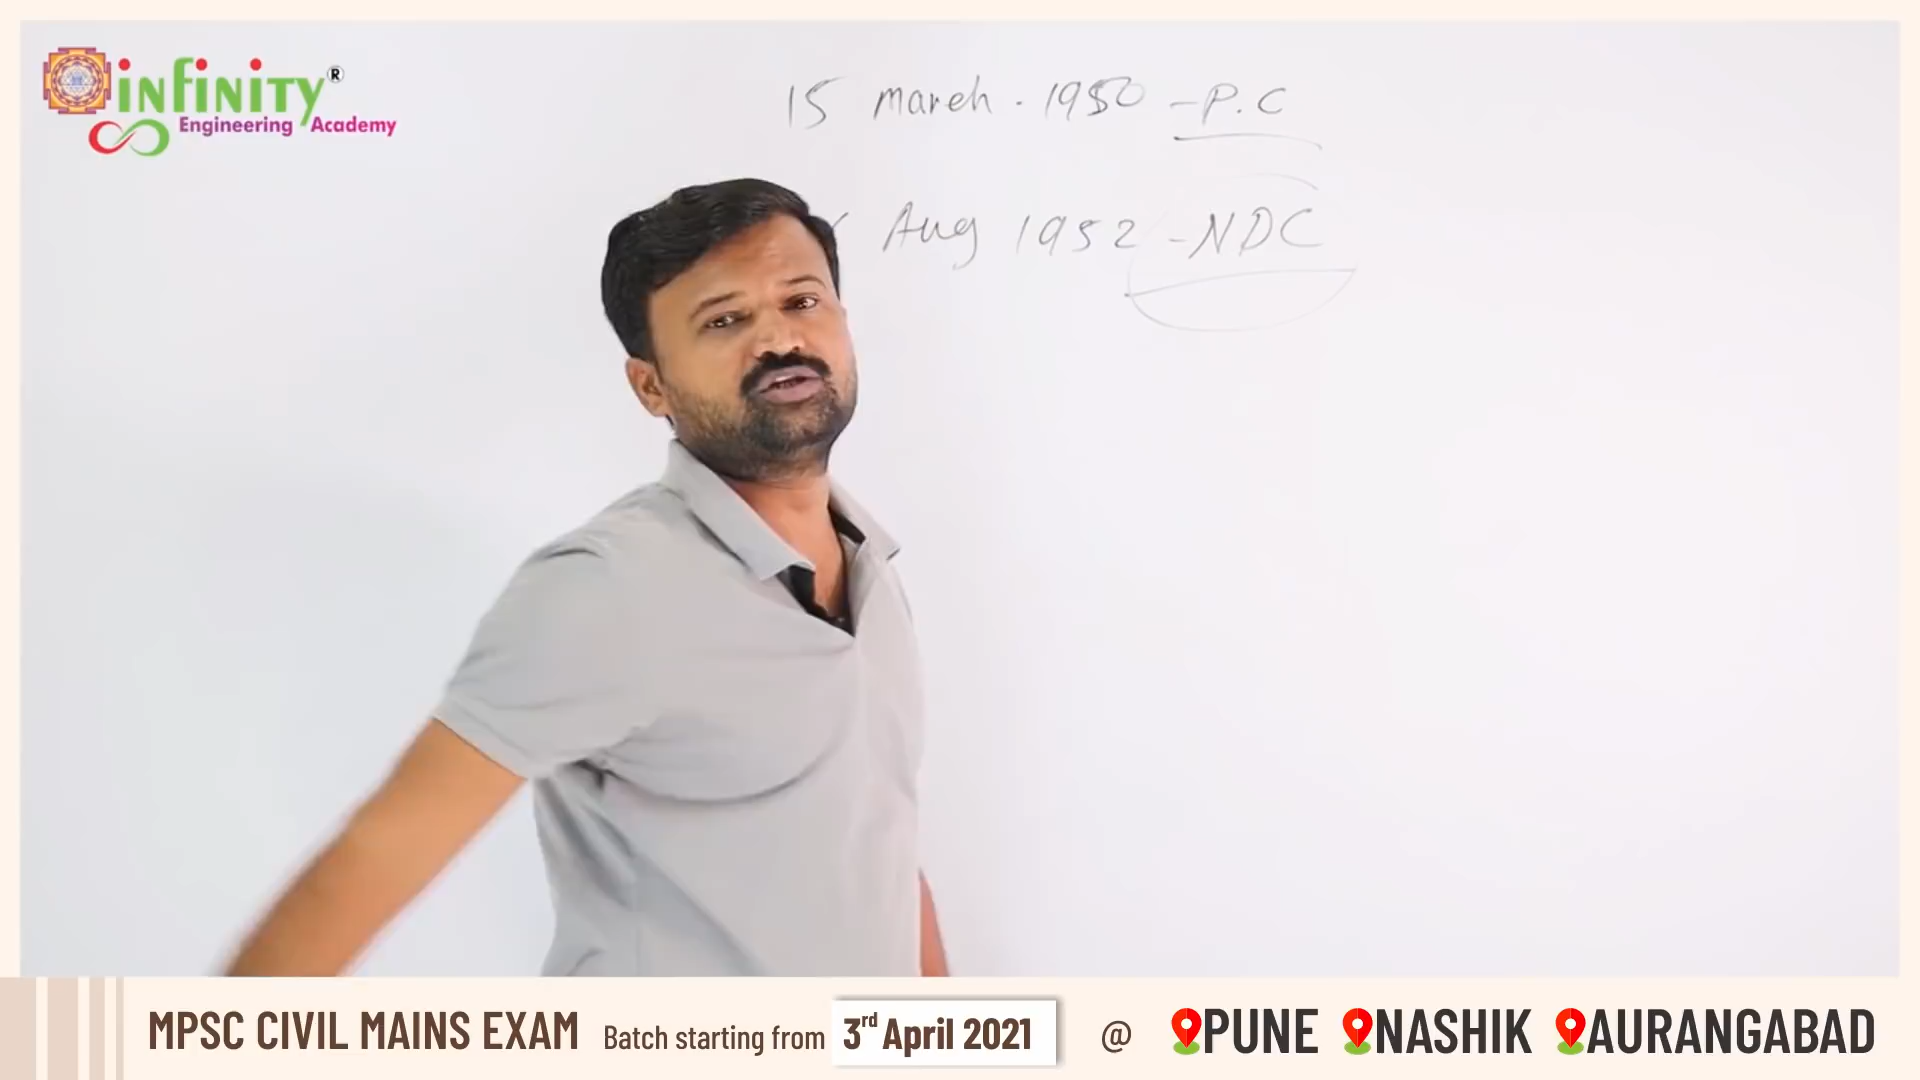 infinity®
Engineering Academy
15 march . 1950 - P.C
Aug 1952 - NDC
MPSC CIVIL MAINS EXAM Batch starting from 3rd April 2021 @ PUNE NASHIK AURANGABAD